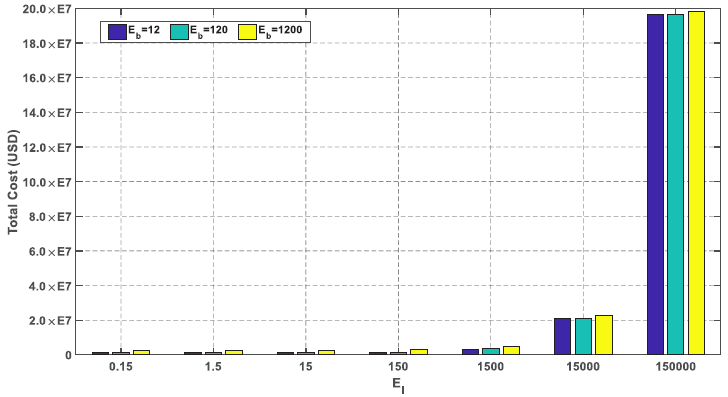 20.0×E7
18.0×E7
16.0×E7
14.0×E7
12.0×E7
10.0×E7
8.0×E7
6.0×E7
4.0×E7
2.0×E7
0
Total Cost (USD)
E_b=12 E_b=120 E_b=1200
0.15 1.5 15 150 1500 15000 150000
E_I